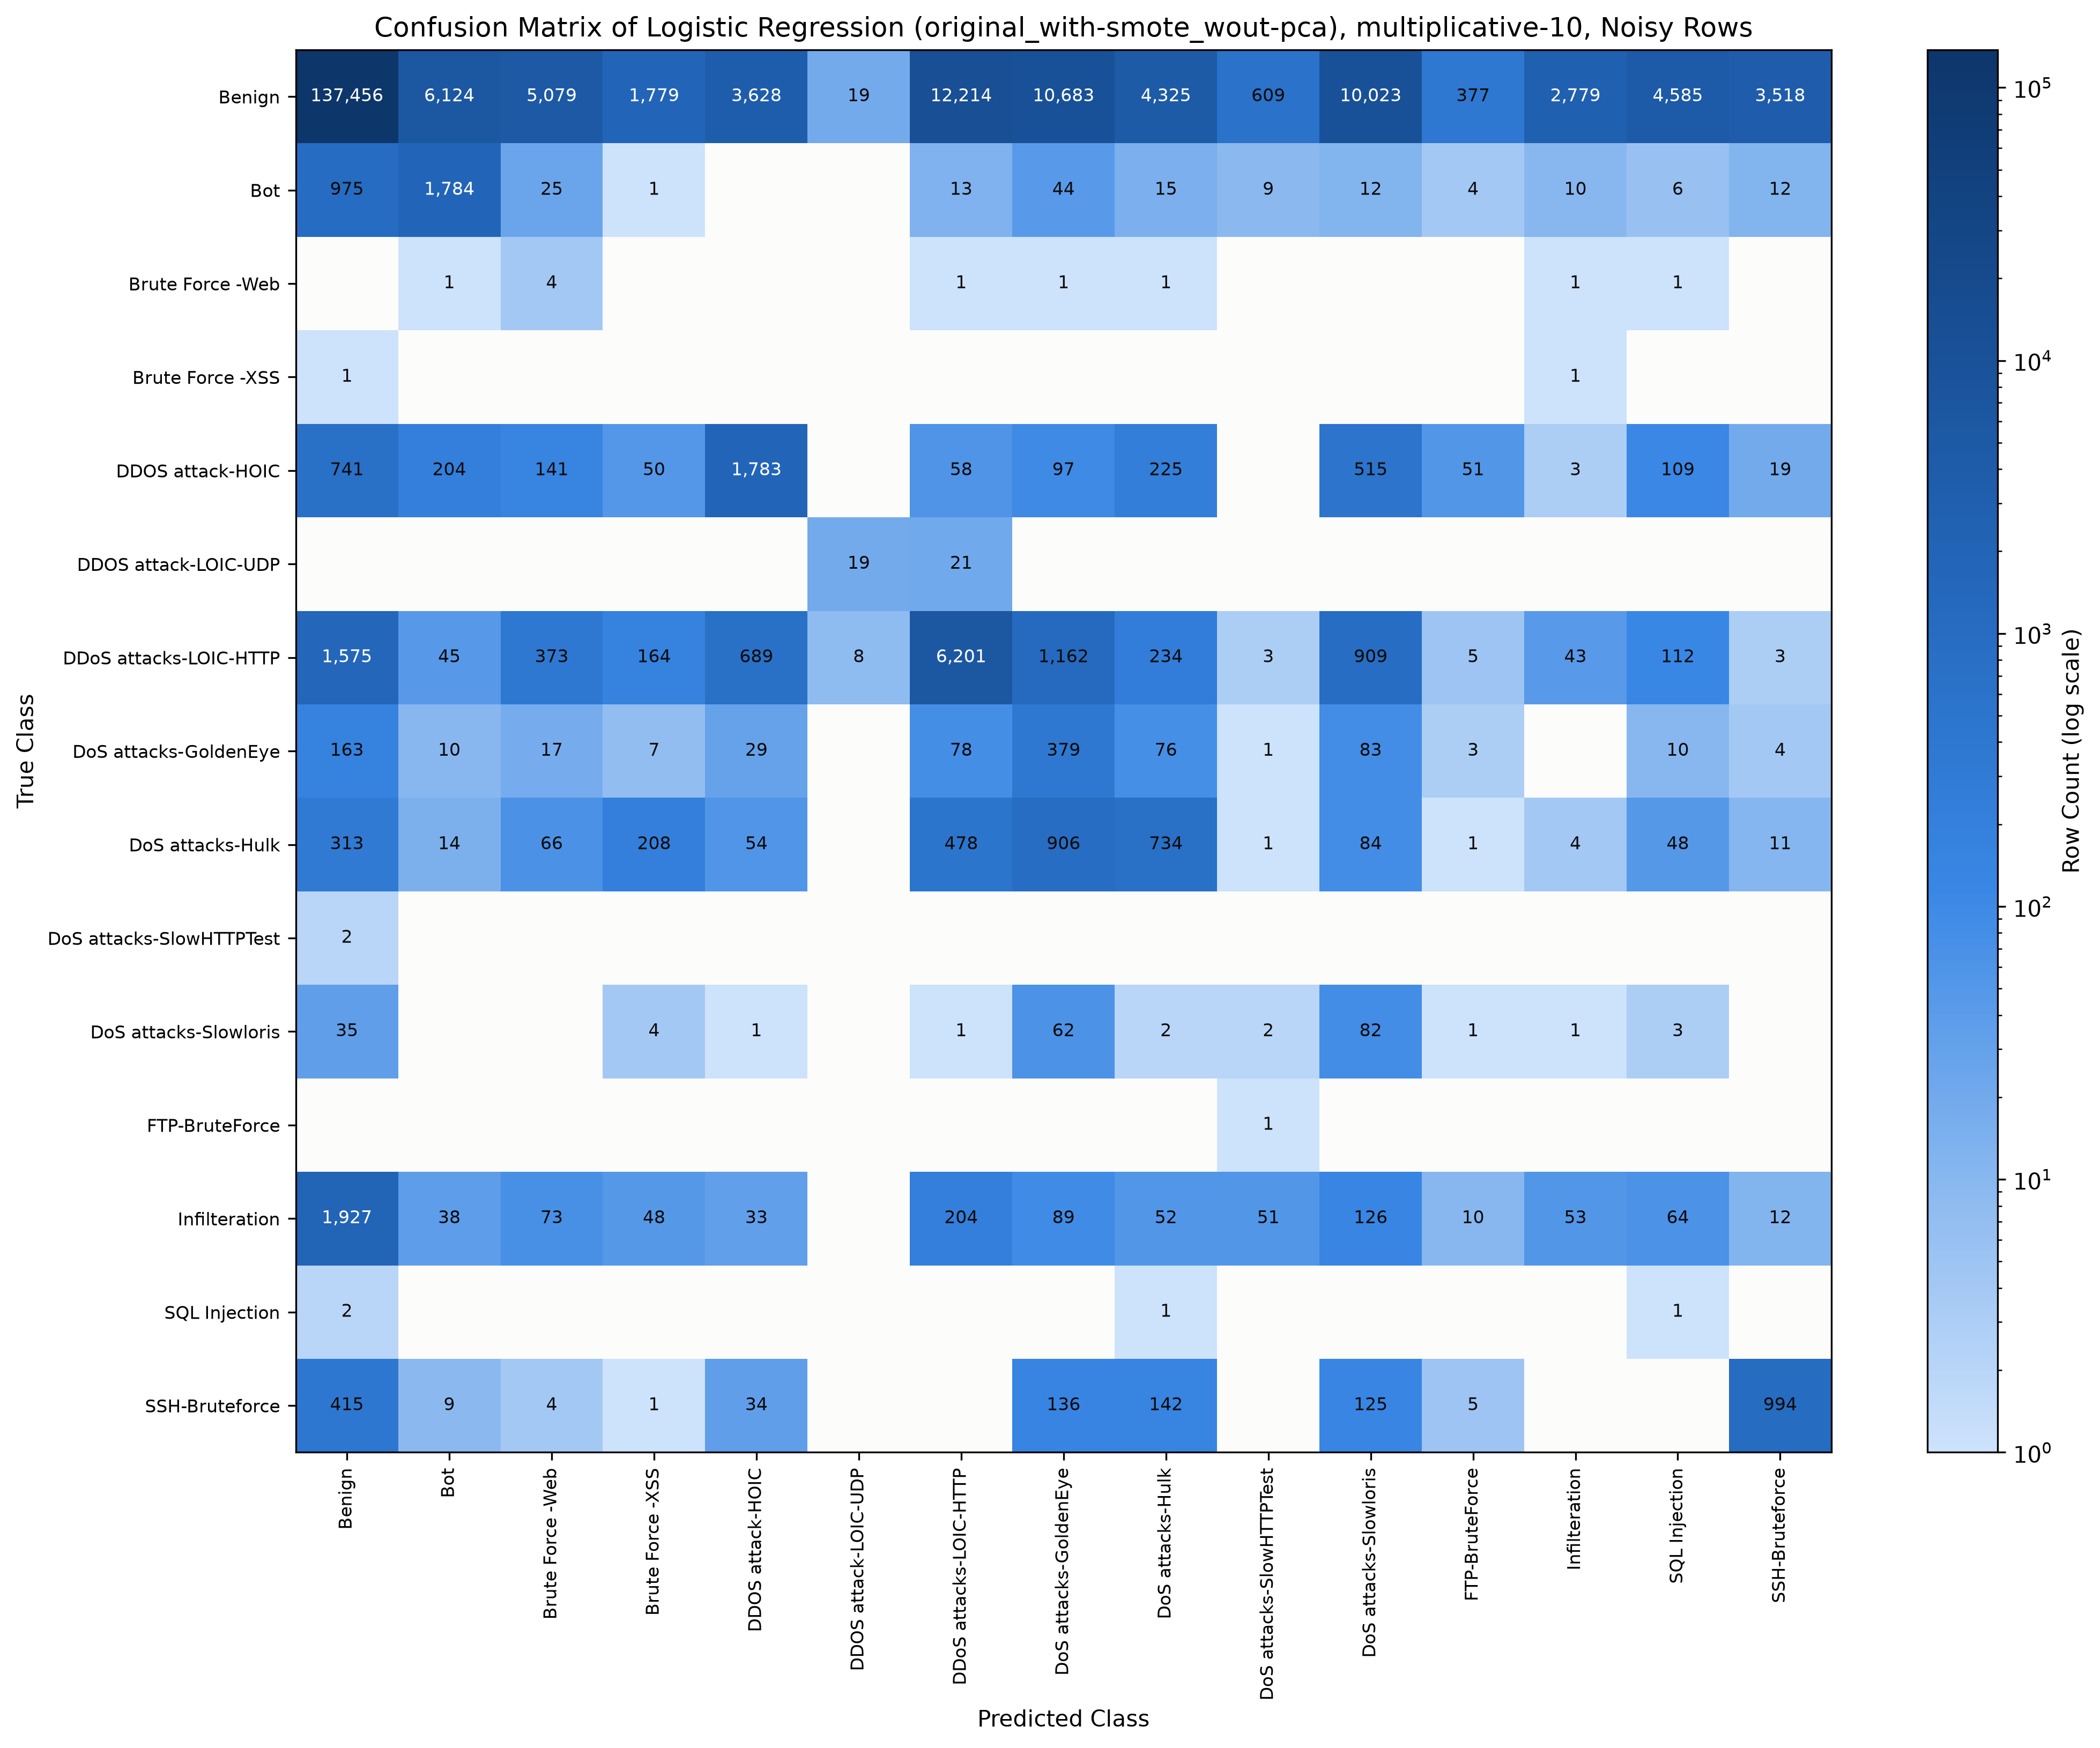 Confusion Matrix of Logistic Regression (original_with-smote_wout-pca), multiplicative-10, Noisy Rows
True Class
Benign 137,456 6,124 5,079 1,779 3,628 19 12,214 10,683 4,325 609 10,023 377 2,779 4,585 3,518
Bot 975 1,784 25 1 13 44 15 9 12 4 10 6 12
Brute Force -Web 1 4 1 1 1 1 1
Brute Force -XSS 1 1
DDOS attack-HOIC 741 204 141 50 1,783 58 97 225 515 51 3 109 19
DDOS attack-LOIC-UDP 19 21
DDoS attacks-LOIC-HTTP 1,575 45 373 164 689 8 6,201 1,162 234 3 909 5 43 112 3
DoS attacks-GoldenEye 163 10 17 7 29 78 379 76 1 83 3 10 4
DoS attacks-Hulk 313 14 66 208 54 478 906 734 1 84 1 4 48 11
DoS attacks-SlowHTTPTest 2
DoS attacks-Slowloris 35 4 1 1 62 2 2 82 1 1 3
FTP-BruteForce 1
Infilteration 1,927 38 73 48 33 204 89 52 51 126 10 53 64 12
SQL Injection 2 1 1
SSH-Bruteforce 415 9 4 1 34 136 142 125 5 994
Benign
Bot
Brute Force -Web
Brute Force -XSS
DDOS attack-HOIC
DDOS attack-LOIC-UDP
DDoS attacks-LOIC-HTTP
DoS attacks-GoldenEye
DoS attacks-Hulk
DoS attacks-SlowHTTPTest
DoS attacks-Slowloris
FTP-BruteForce
Infilteration
SQL Injection
SSH-Bruteforce
Predicted Class
10⁵
10⁴
10³
10²
10¹
10⁰
Row Count (log scale)